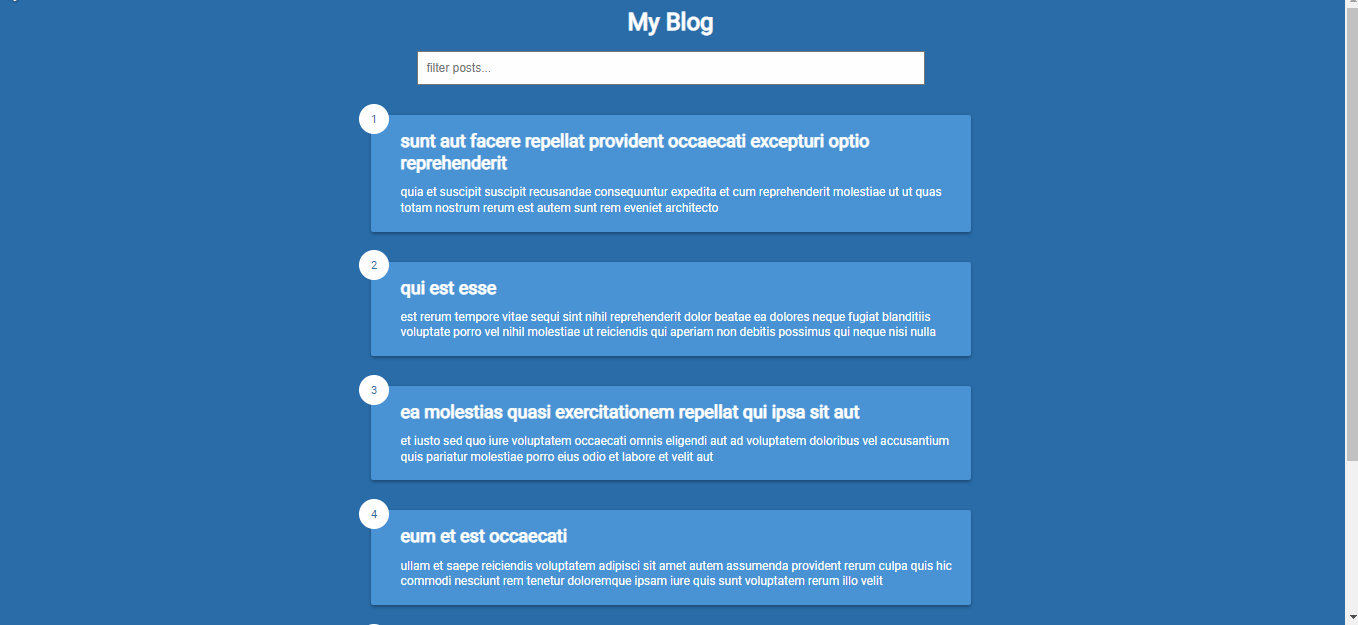 My Blog
filter posts...
1
sunt aut facere repellat provident occaecati excepturi optio
reprehenderit
quia et suscipit suscipit recusandae consequuntur expedita et cum reprehenderit molestiae ut ut quas
totam nostrum rerum est autem sunt rem eveniet architecto
2
qui est esse
est rerum tempore vitae sequi sint nihil reprehenderit dolor beatae ea dolores neque fugiat blanditiis
voluptate porro vel nihil molestiae ut reiciendis qui aperiam non debitis possimus qui neque nisi nulla
3
ea molestias quasi exercitationem repellat qui ipsa sit aut
et iusto sed quo iure voluptatem occaecati omnis eligendi aut ad voluptatem doloribus vel accusantium
quis pariatur molestiae porro eius odio et labore et velit aut
4
eum et est occaecati
ullam et saepe reiciendis voluptatem adipisci sit amet autem assumenda provident rerum culpa quis hic
commodi nesciunt rem tenetur doloremque ipsam iure quis sunt voluptatem rerum illo velit